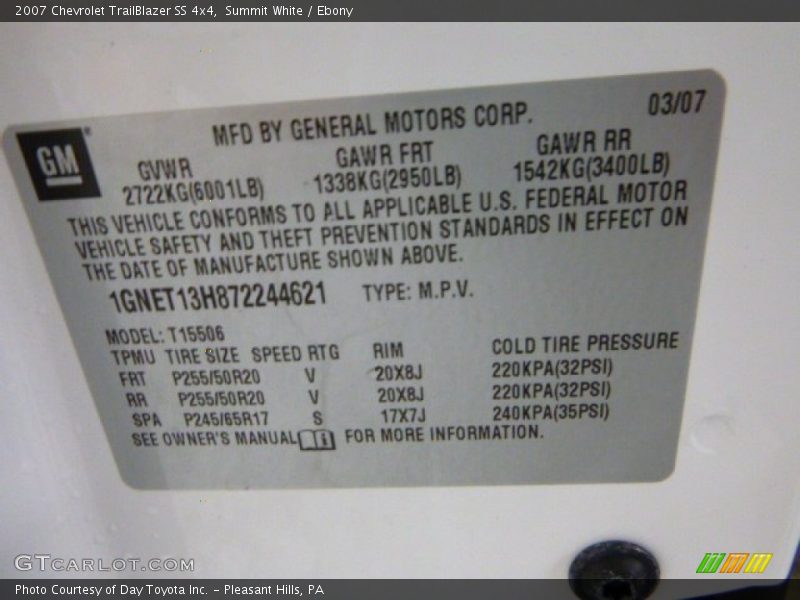 2007 Chevrolet TrailBlazer SS 4x4,  Summit White / Ebony
03/07
MFD BY GENERAL MOTORS CORP.
GM
GVWR GAWR FRT GAWR RR
2722KG(6001LB) 1338KG(2950LB) 1542KG(3400LB)
THIS VEHICLE CONFORMS TO ALL APPLICABLE U.S. FEDERAL MOTOR
VEHICLE SAFETY AND THEFT PREVENTION STANDARDS IN EFFECT ON
THE DATE OF MANUFACTURE SHOWN ABOVE.
1GNET13H872244621 TYPE: M.P.V.
MODEL: T15506
TPMU TIRE SIZE SPEED RTG RIM COLD TIRE PRESSURE
FRT P255/50R20 V 20X8J 220KPA(32PSI)
RR P255/50R20 V 20X8J 220KPA(32PSI)
SPA P245/65R17 S 17X7J 240KPA(35PSI)
SEE OWNER'S MANUAL FOR MORE INFORMATION.
GTCARLOT.COM
Photo Courtesy of Day Toyota Inc. - Pleasant Hills, PA